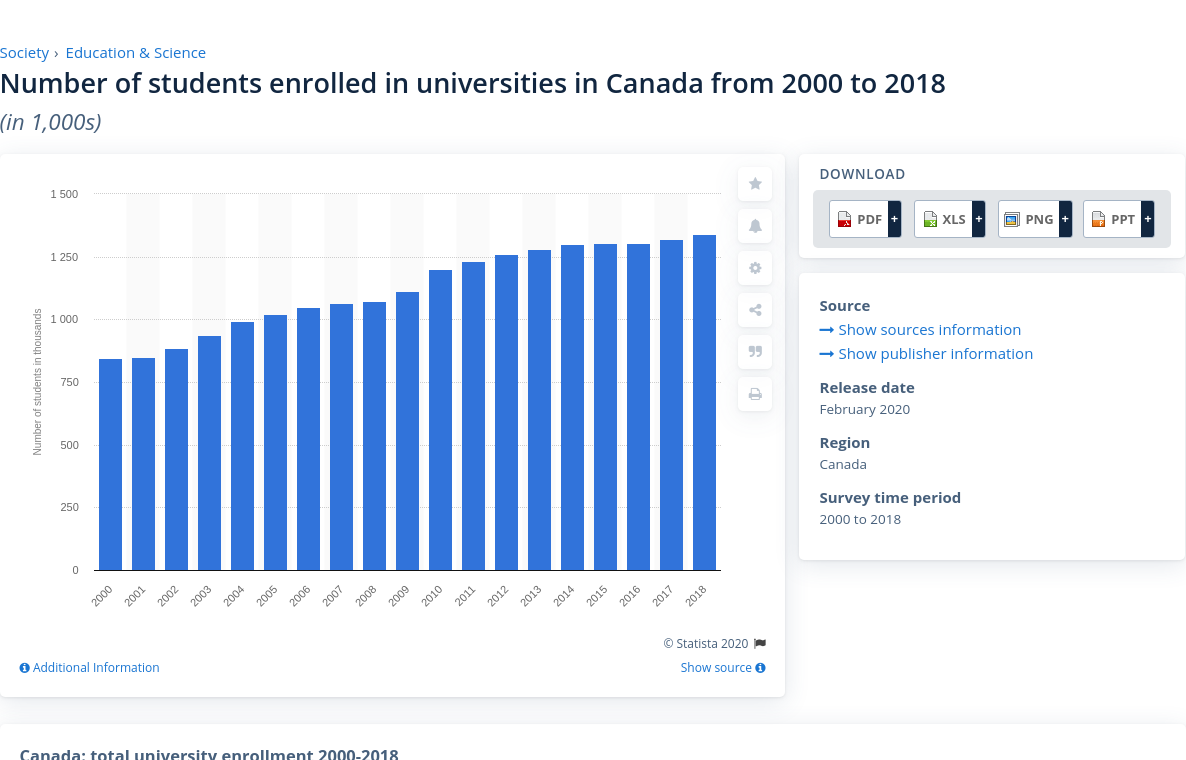 Society › Education & Science
Number of students enrolled in universities in Canada from 2000 to 2018
(in 1,000s)
Number of students in thousands
1 500
1 250
1 000
750
500
250
0
2000 2001 2002 2003 2004 2005 2006 2007 2008 2009 2010 2011 2012 2013 2014 2015 2016 2017 2018
© Statista 2020
Additional Information
Show source
DOWNLOAD
PDF + XLS + PNG + PPT +
Source
Show sources information
Show publisher information
Release date
February 2020
Region
Canada
Survey time period
2000 to 2018
Canada: total university enrollment 2000-2018